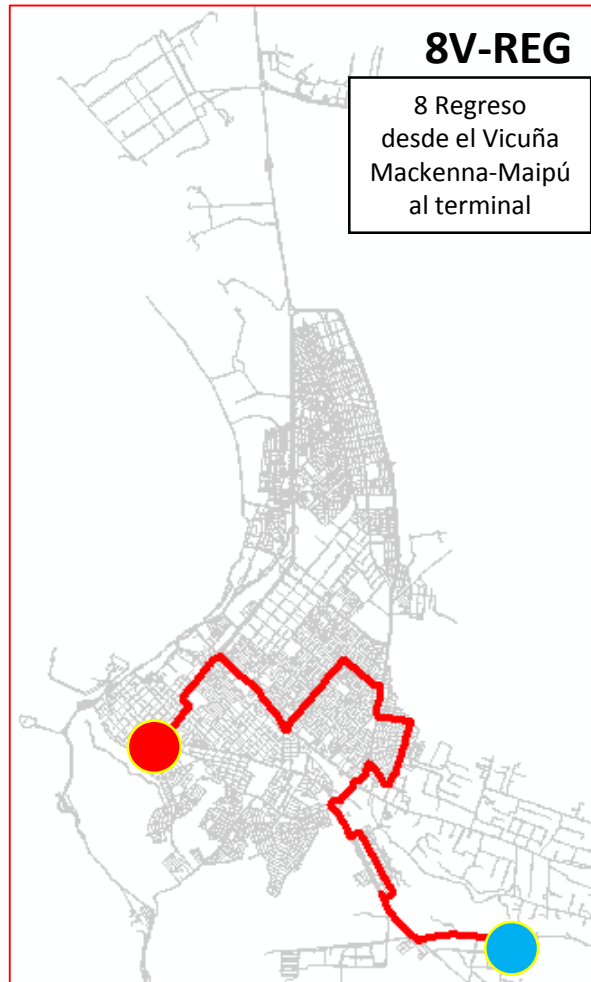 8V-REG
8 Regreso
desde el Vicuña
Mackenna-Maipú
al terminal